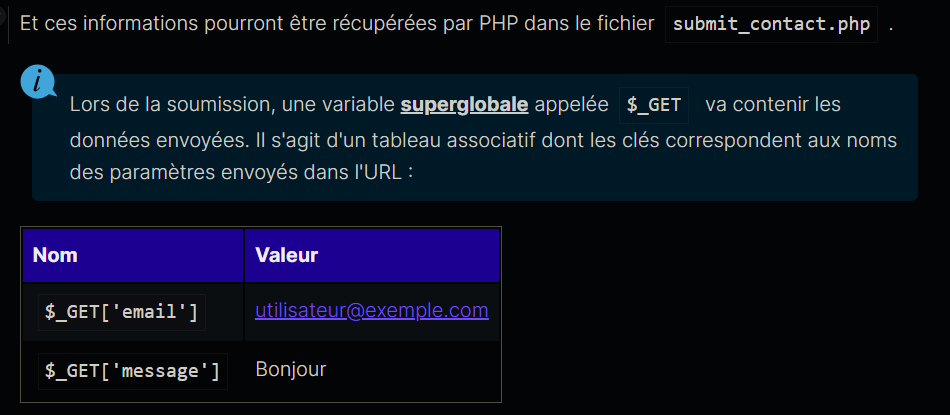 Et ces informations pourront être récupérées par PHP dans le fichier submit_contact.php .
i
Lors de la soumission, une variable superglobale appelée $_GET va contenir les
données envoyées. Il s'agit d'un tableau associatif dont les clés correspondent aux noms
des paramètres envoyés dans l'URL :
Nom Valeur
$_GET['email'] utilisateur@exemple.com
$_GET['message'] Bonjour